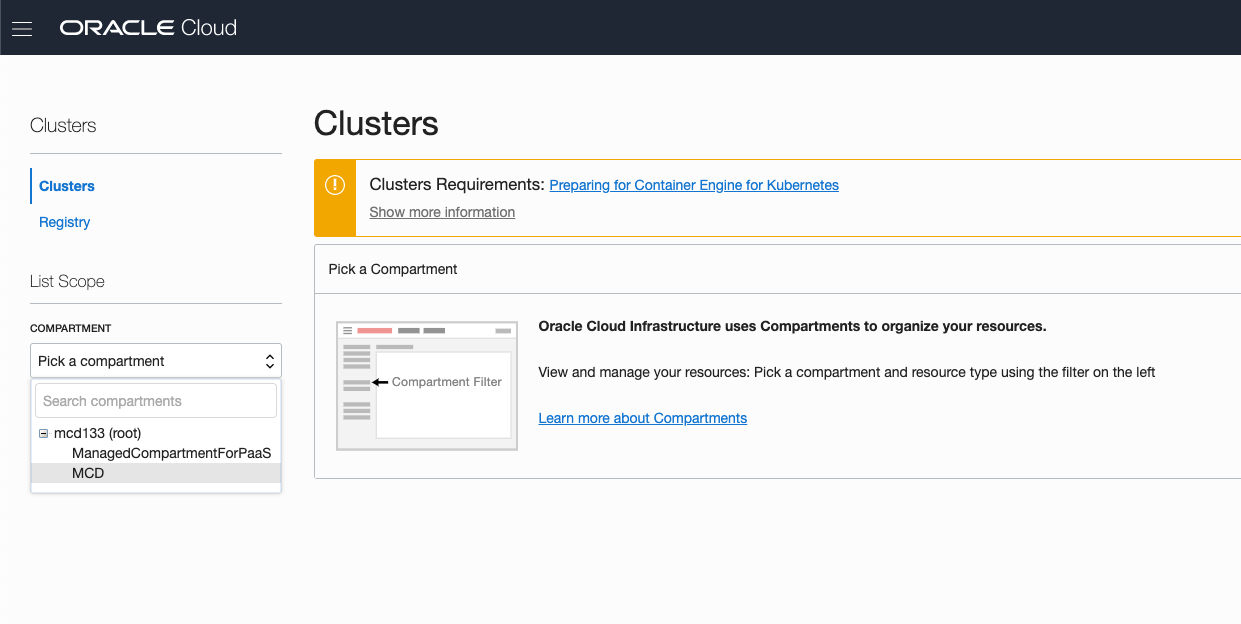 ORACLE Cloud
Clusters
Clusters
Registry
List Scope
COMPARTMENT
Pick a compartment
Search compartments
mcd133 (root)
ManagedCompartmentForPaaS
MCD
Clusters
Clusters Requirements: Preparing for Container Engine for Kubernetes
Show more information
Pick a Compartment
Compartment Filter
Oracle Cloud Infrastructure uses Compartments to organize your resources.
View and manage your resources: Pick a compartment and resource type using the filter on the left
Learn more about Compartments